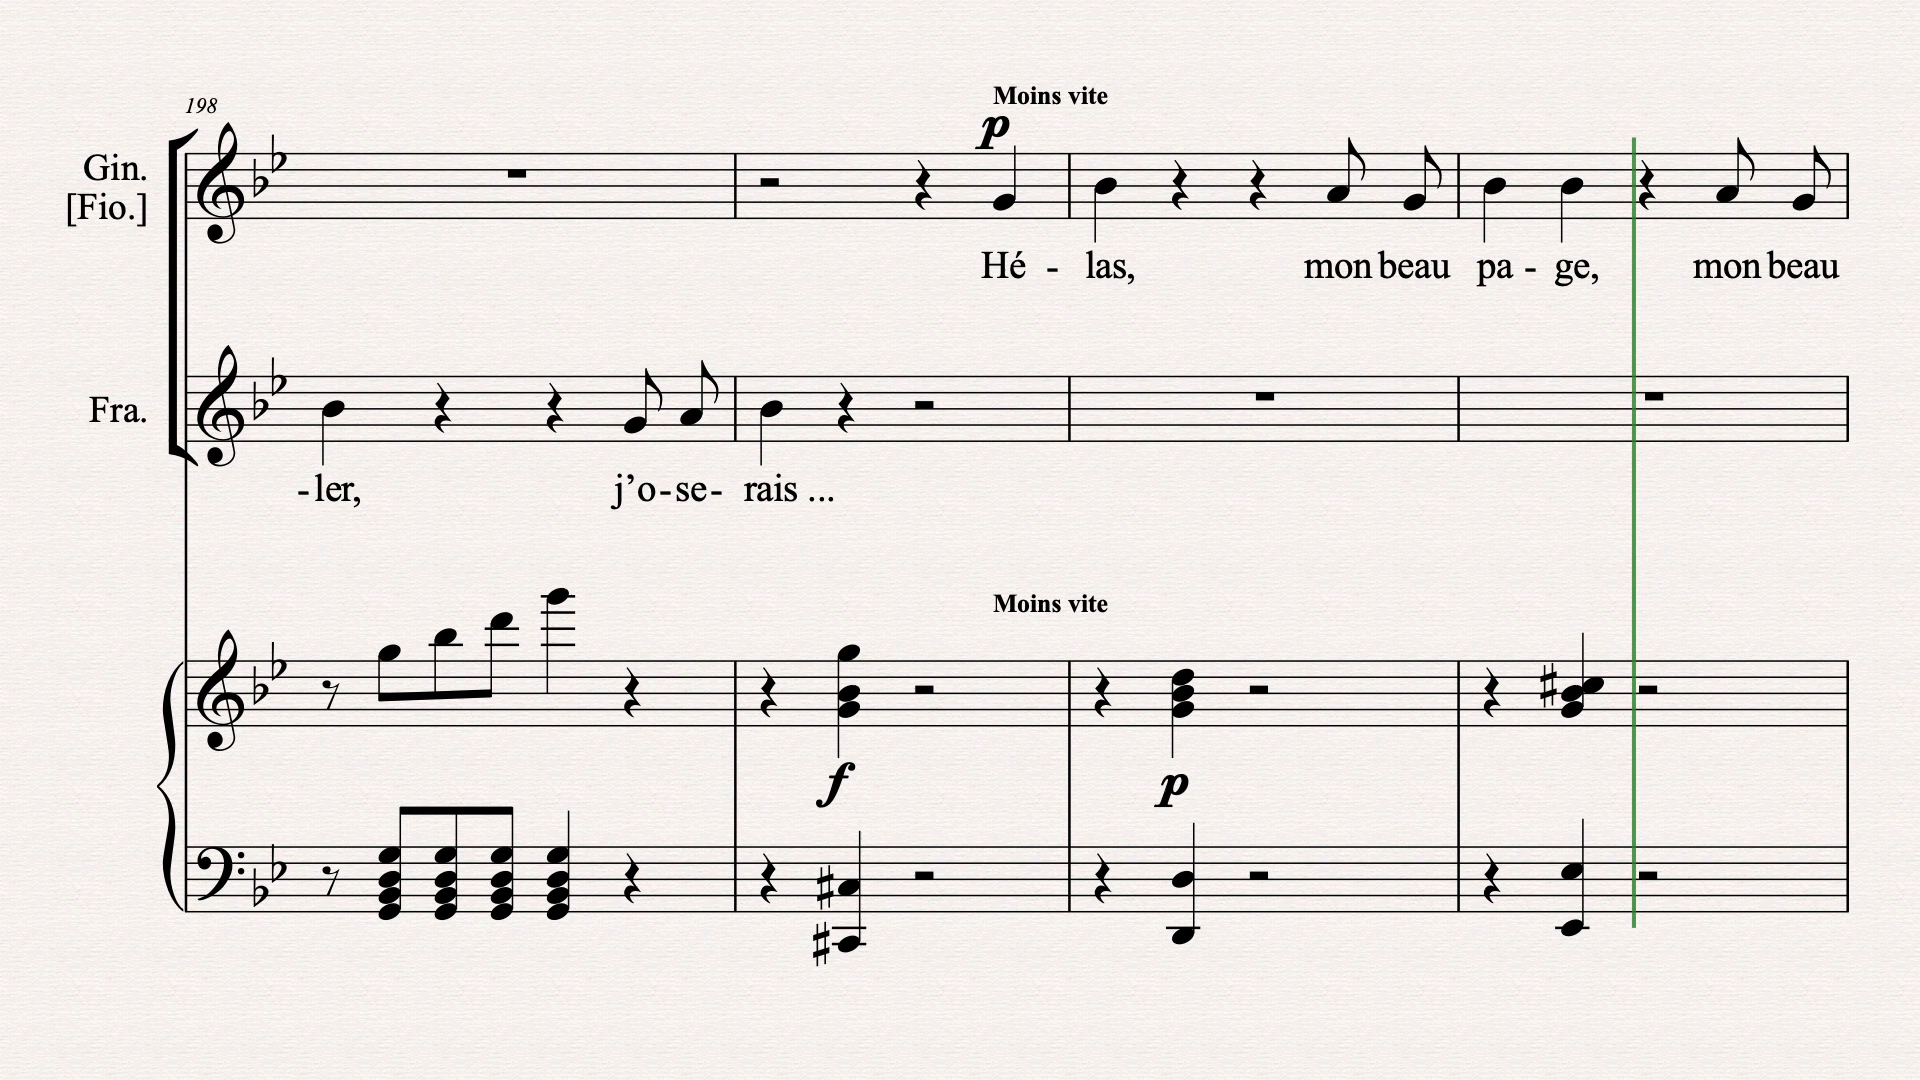 198
Moins vite
p
Gin.
[Fio.]
Hé - las, mon beau pa - ge, mon beau
Fra.
- ler, j’o - se - rais ...
Moins vite
f p